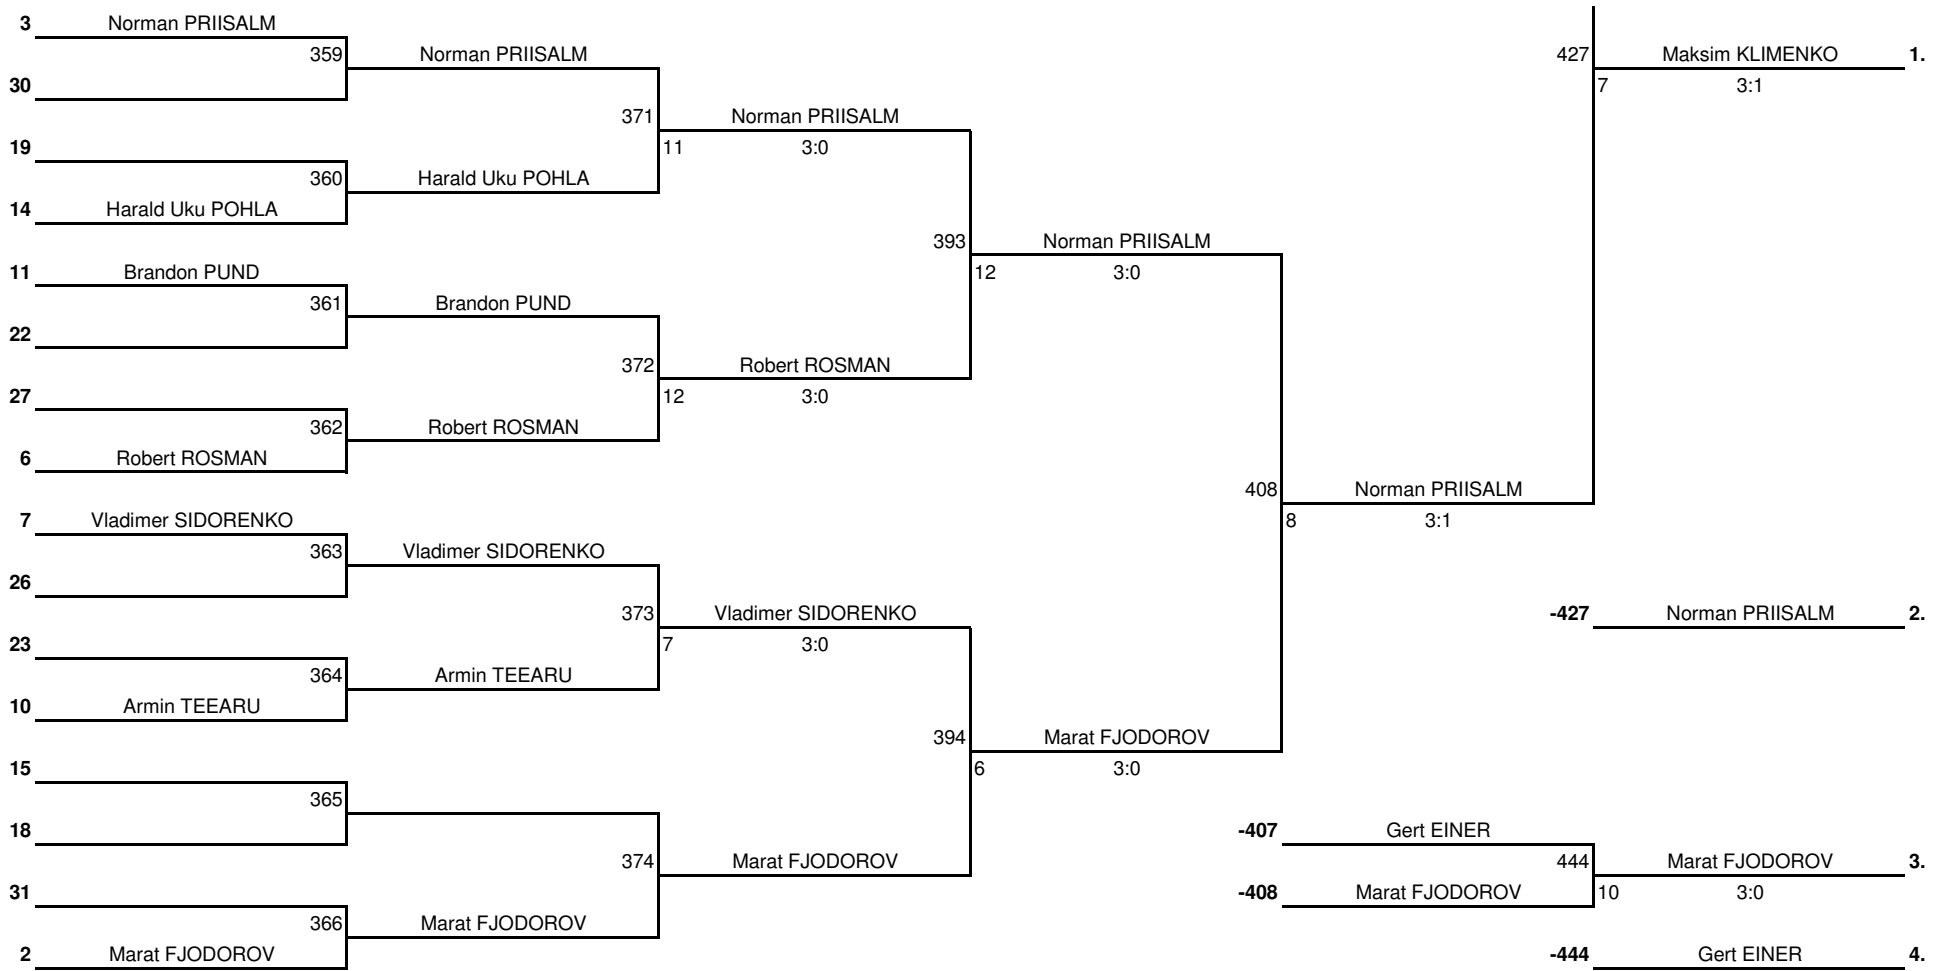 3 Norman PRIISALM
359 Norman PRIISALM 427 Maksim KLIMENKO 1.
30 7 3:1
371 Norman PRIISALM
19 11 3:0
360 Harald Uku POHLA
14 Harald Uku POHLA
393 Norman PRIISALM
11 Brandon PUND 12 3:0
361 Brandon PUND
22
372 Robert ROSMAN
27 12 3:0
362 Robert ROSMAN
6 Robert ROSMAN
408 Norman PRIISALM
7 Vladimer SIDORENKO 8 3:1
363 Vladimer SIDORENKO
26
373 Vladimer SIDORENKO -427 Norman PRIISALM 2.
23 7 3:0
364 Armin TEEARU
10 Armin TEEARU
394 Marat FJODOROV
15 6 3:0
365
18 -407 Gert EINER
374 Marat FJODOROV 444 Marat FJODOROV 3.
31 -408 Marat FJODOROV 10 3:0
366 Marat FJODOROV
2 Marat FJODOROV -444 Gert EINER 4.